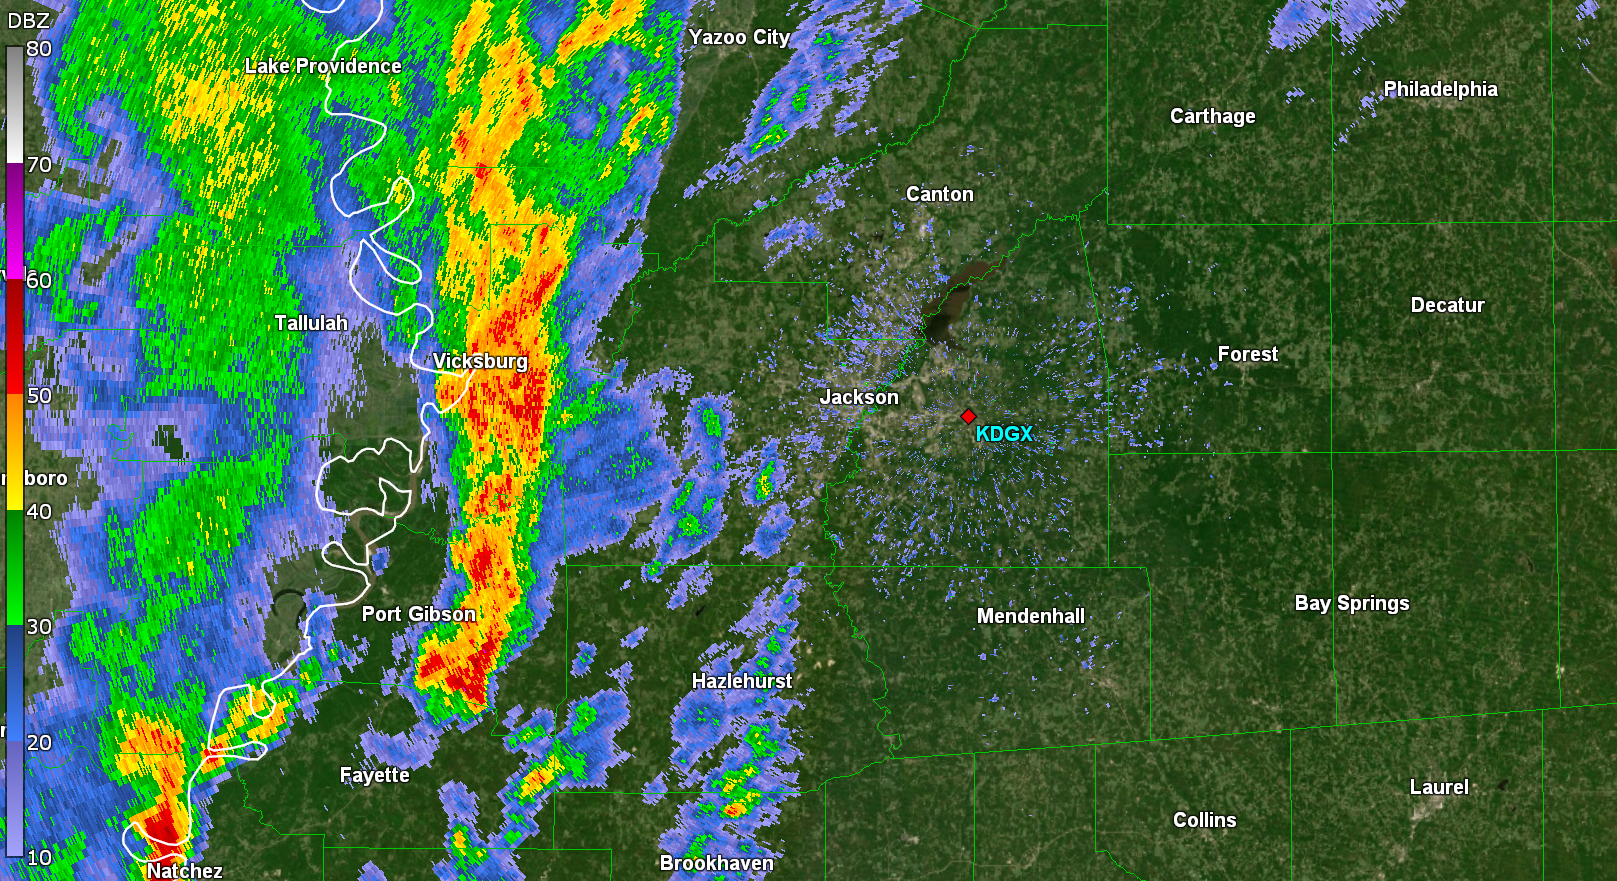 DBZ
80
70
60
50
40
30
20
10
Yazoo City
Lake Providence
Philadelphia
Carthage
Canton
Decatur
Tallulah
Forest
Vicksburg
Jackson
KDGX
boro
Bay Springs
Port Gibson
Mendenhall
Hazlehurst
Fayette
Laurel
Collins
Brookhaven
Natchez